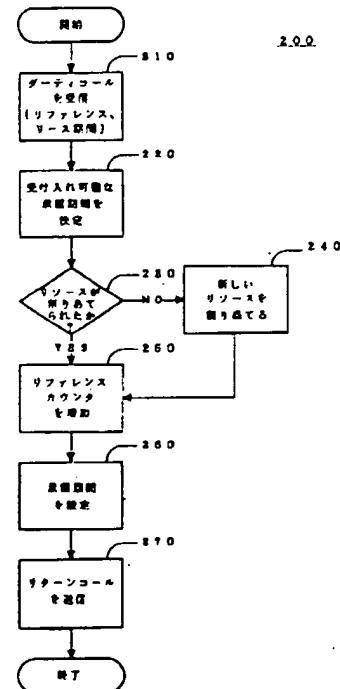 開始
200
210
ダーティコール
を受信
(リファレンス、
リース期間)
220
受け入れ可能な
承認期間を
決定
230
リソースが
割りあて
られたか
?
NO
YES
240
新しい
リソースを
割り当てる
250
リファレンス
カウンタ
を増加
260
承認期間
を設定
270
リターンコール
を送信
終了